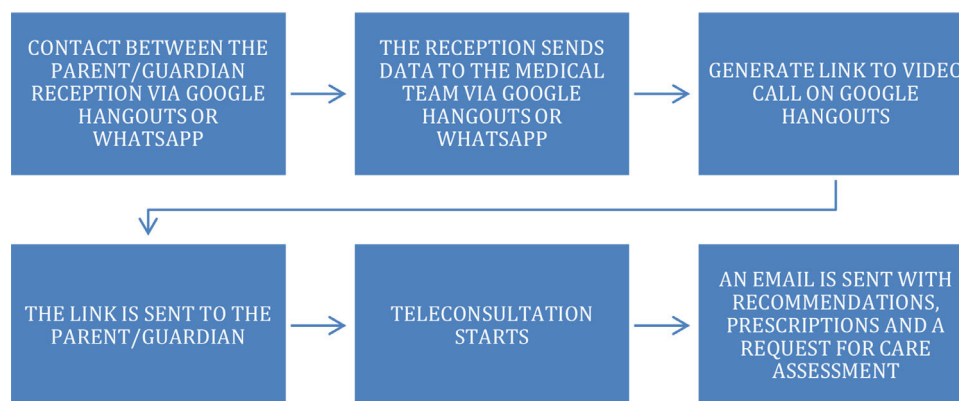 CONTACT BETWEEN THE
PARENT/GUARDIAN
RECEPTION VIA GOOGLE
HANGOUTS OR
WHATSAPP
THE RECEPTION SENDS
DATA TO THE MEDICAL
TEAM VIA GOOGLE
HANGOUTS OR
WHATSAPP
GENERATE LINK TO VIDEO
CALL ON GOOGLE
HANGOUTS
THE LINK IS SENT TO THE
PARENT/GUARDIAN
TELECONSULTATION
STARTS
AN EMAIL IS SENT WITH
RECOMMENDATIONS,
PRESCRIPTIONS AND A
REQUEST FOR CARE
ASSESSMENT